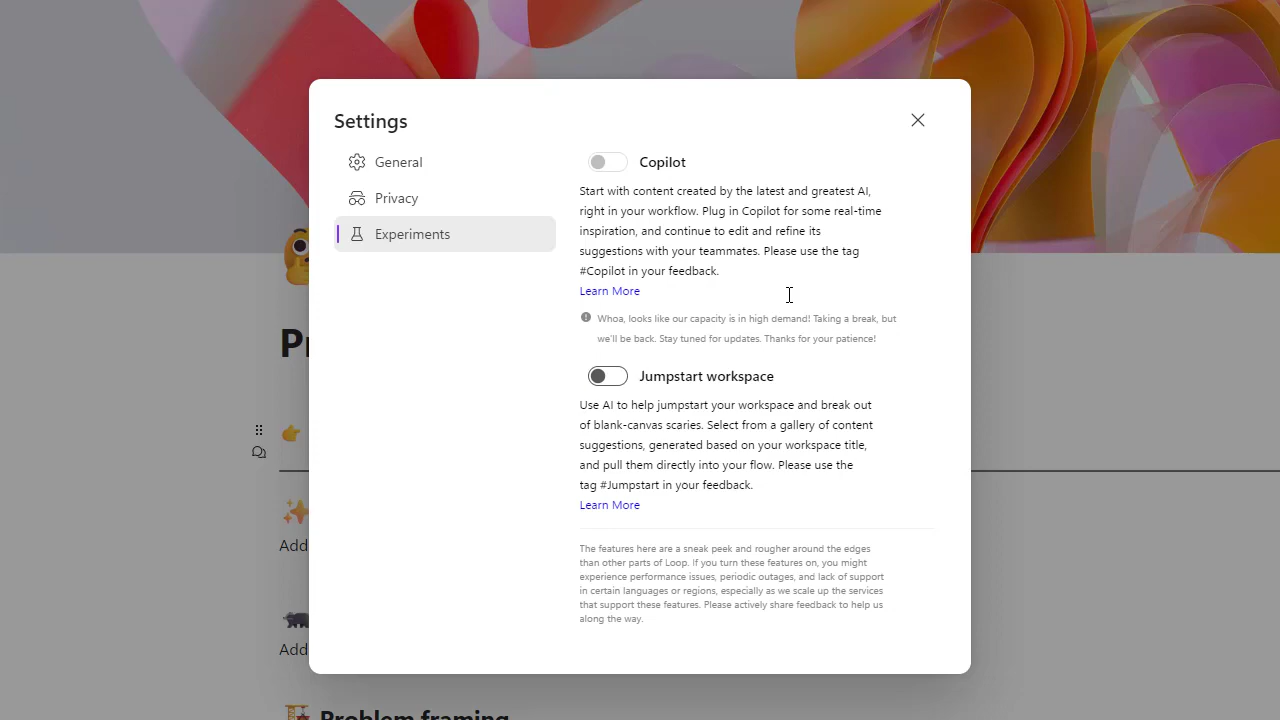 Settings
General
Privacy
Experiments
Copilot
Start with content created by the latest and greatest AI,
right in your workflow. Plug in Copilot for some real-time
inspiration, and continue to edit and refine its
suggestions with your teammates. Please use the tag
#Copilot in your feedback.
Learn More
Whoa, looks like our capacity is in high demand! Taking a break, but
we'll be back. Stay tuned for updates. Thanks for your patience!
Jumpstart workspace
Use AI to help jumpstart your workspace and break out
of blank-canvas scaries. Select from a gallery of content
suggestions, generated based on your workspace title,
and pull them directly into your flow. Please use the
tag #Jumpstart in your feedback.
Learn More
The features here are a sneak peek and rougher around the edges
than other parts of Loop. If you turn these features on, you might
experience performance issues, periodic outages, and lack of support
in certain languages or regions, especially as we scale up the services
that support these features. Please actively share feedback to help us
along the way.
Add
Add
Problem framing